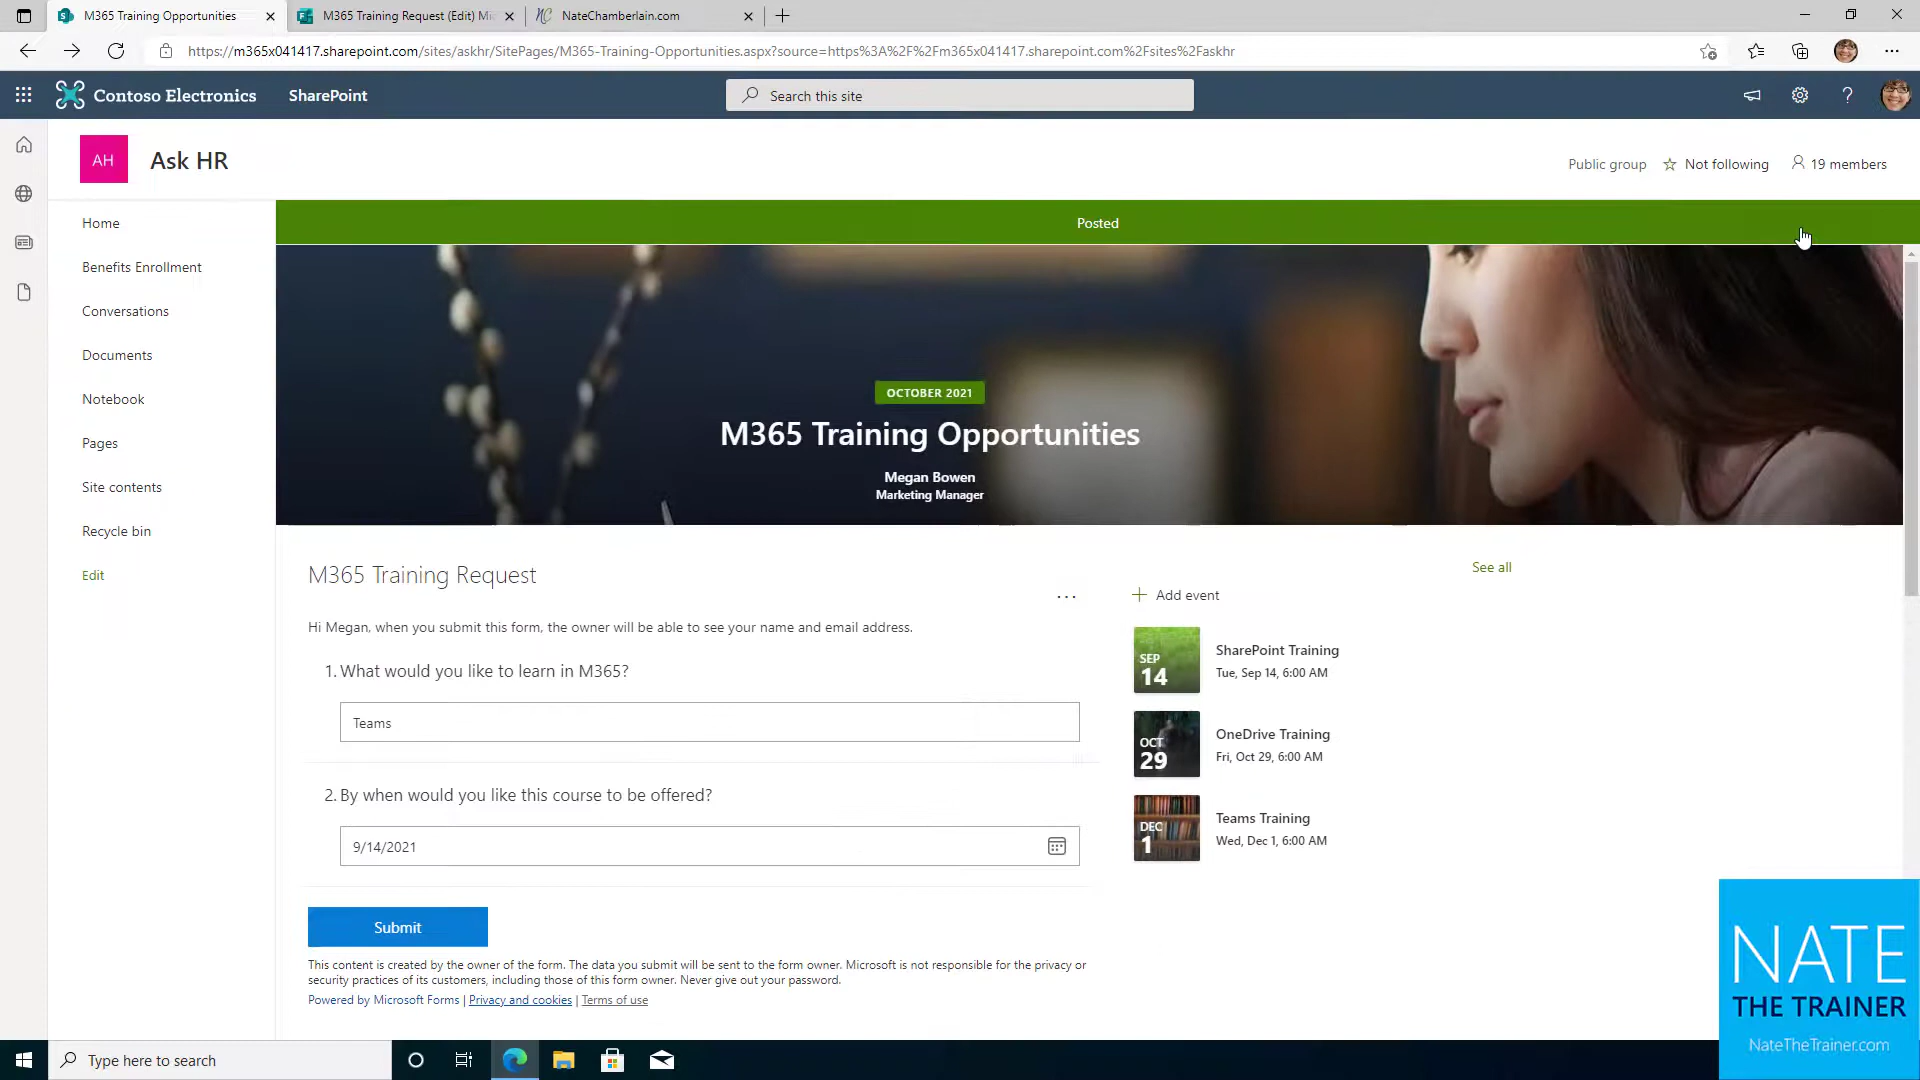 M365 Training Opportunities
M365 Training Request (Edit) Mi
NateChamberlain.com
https://m365x041417.sharepoint.com/sites/askhr/SitePages/M365-Training-Opportunities.aspx?source=https%3A%2F%2Fm365x041417.sharepoint.com%2Fsites%2Faskhr
Contoso Electronics
SharePoint
Search this site
AH
Ask HR
Public group
Not following
19 members
Home
Benefits Enrollment
Conversations
Documents
Notebook
Pages
Site contents
Recycle bin
Edit
Posted
OCTOBER 2021
M365 Training Opportunities
Megan Bowen
Marketing Manager
M365 Training Request
Hi Megan, when you submit this form, the owner will be able to see your name and email address.
1. What would you like to learn in M365?
Teams
2. By when would you like this course to be offered?
9/14/2021
Submit
This content is created by the owner of the form. The data you submit will be sent to the form owner. Microsoft is not responsible for the privacy or
security practices of its customers, including those of this form owner. Never give out your password.
Powered by Microsoft Forms | Privacy and cookies | Terms of use
See all
Add event
SEP
14
SharePoint Training
Tue, Sep 14, 6:00 AM
OCT
29
OneDrive Training
Fri, Oct 29, 6:00 AM
DEC
1
Teams Training
Wed, Dec 1, 6:00 AM
NATE
THE TRAINER
NateTheTrainer.com
Type here to search